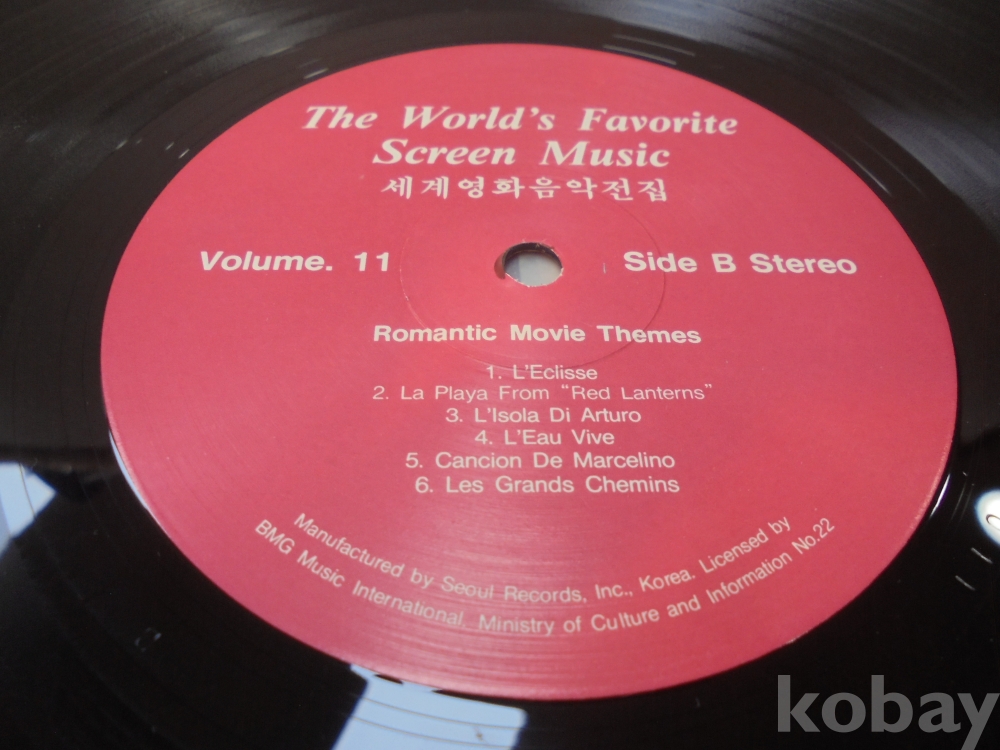 The World's Favorite
Screen Music
세계영화음악전집
Volume. 11
Side B Stereo
Romantic Movie Themes
1. L'Eclisse
2. La Playa From "Red Lanterns"
3. L'Isola Di Arturo
4. L'Eau Vive
5. Cancion De Marcelino
6. Les Grands Chemins
Manufactured by Seoul Records, Inc., Korea. Licensed by
BMG Music International, Ministry of Culture and Information No.22
kobay